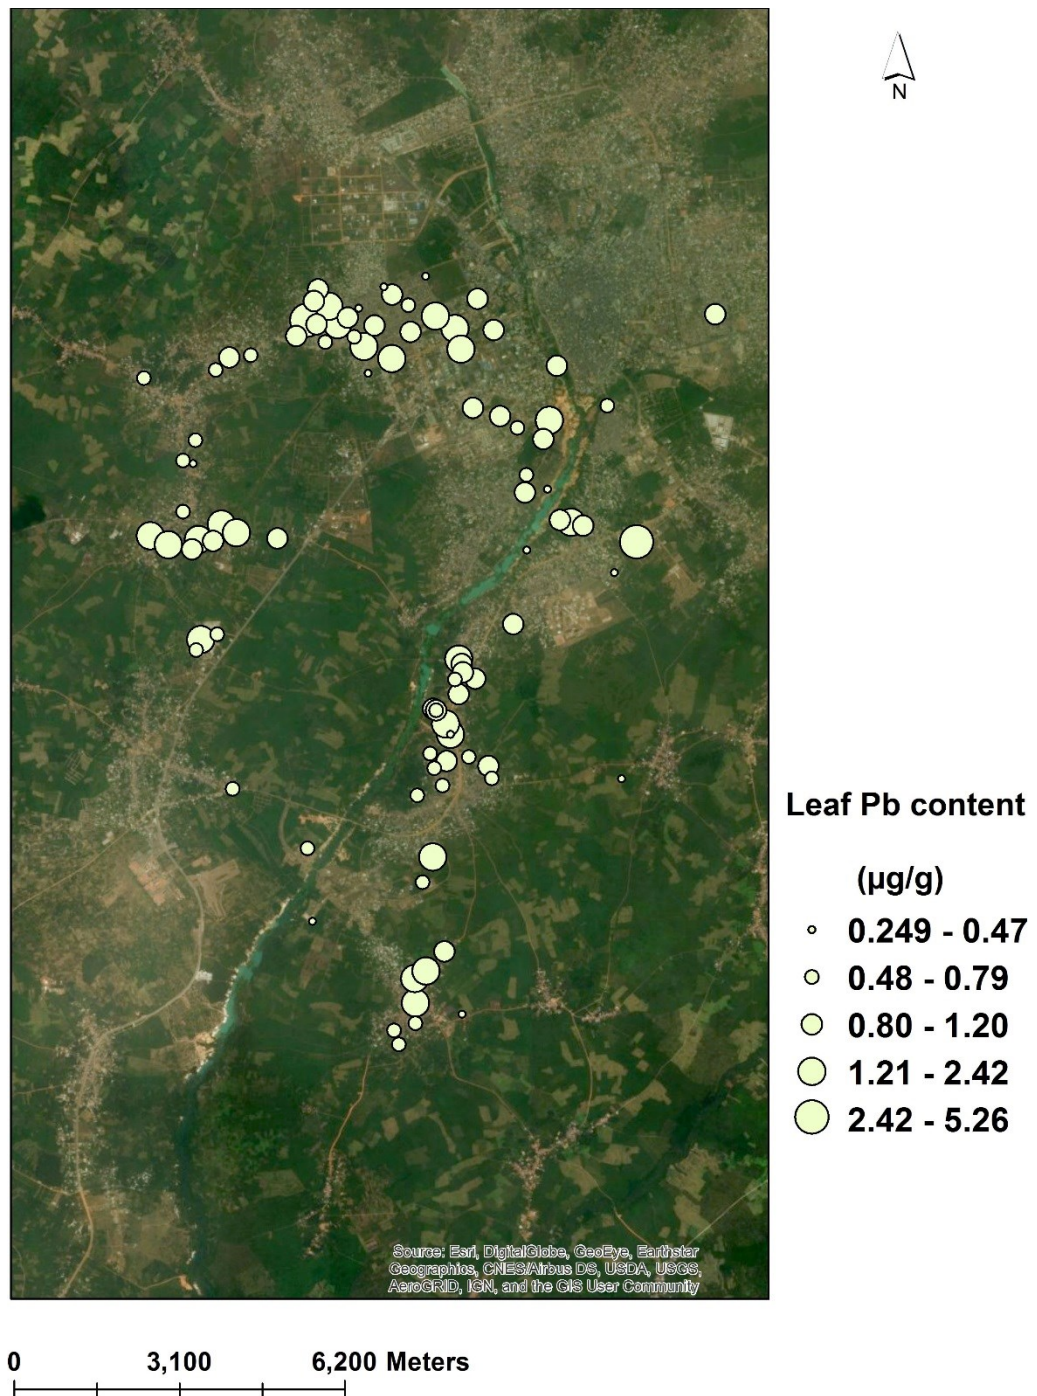 N
Leaf Pb content
(µg/g)
0.249 - 0.47
0.48 - 0.79
0.80 - 1.20
1.21 - 2.42
2.42 - 5.26
Source: Esri, DigitalGlobe, GeoEye, Earthstar
Geographics, CNES/Airbus DS, USDA, USGS,
AeroGRID, IGN, and the GIS User Community
0 3,100 6,200 Meters